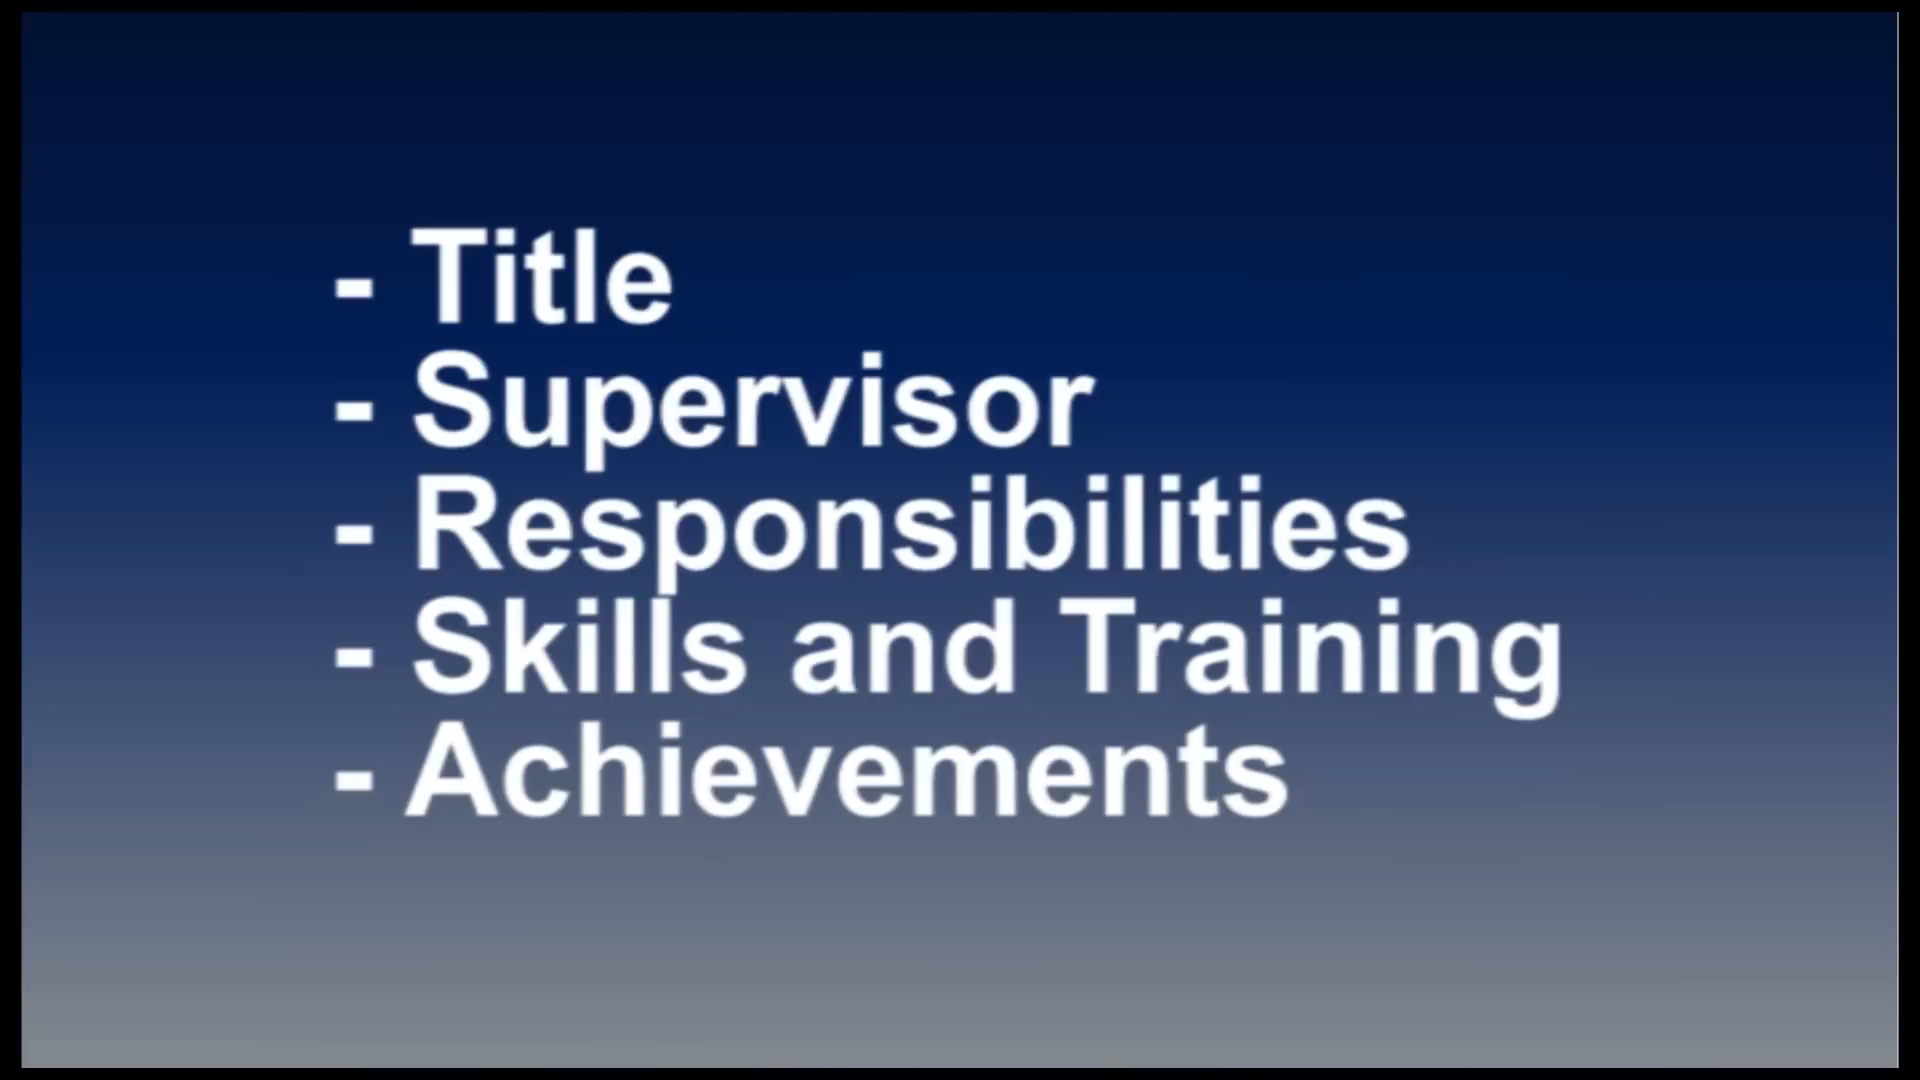 - Title
- Supervisor
- Responsibilities
- Skills and Training
- Achievements